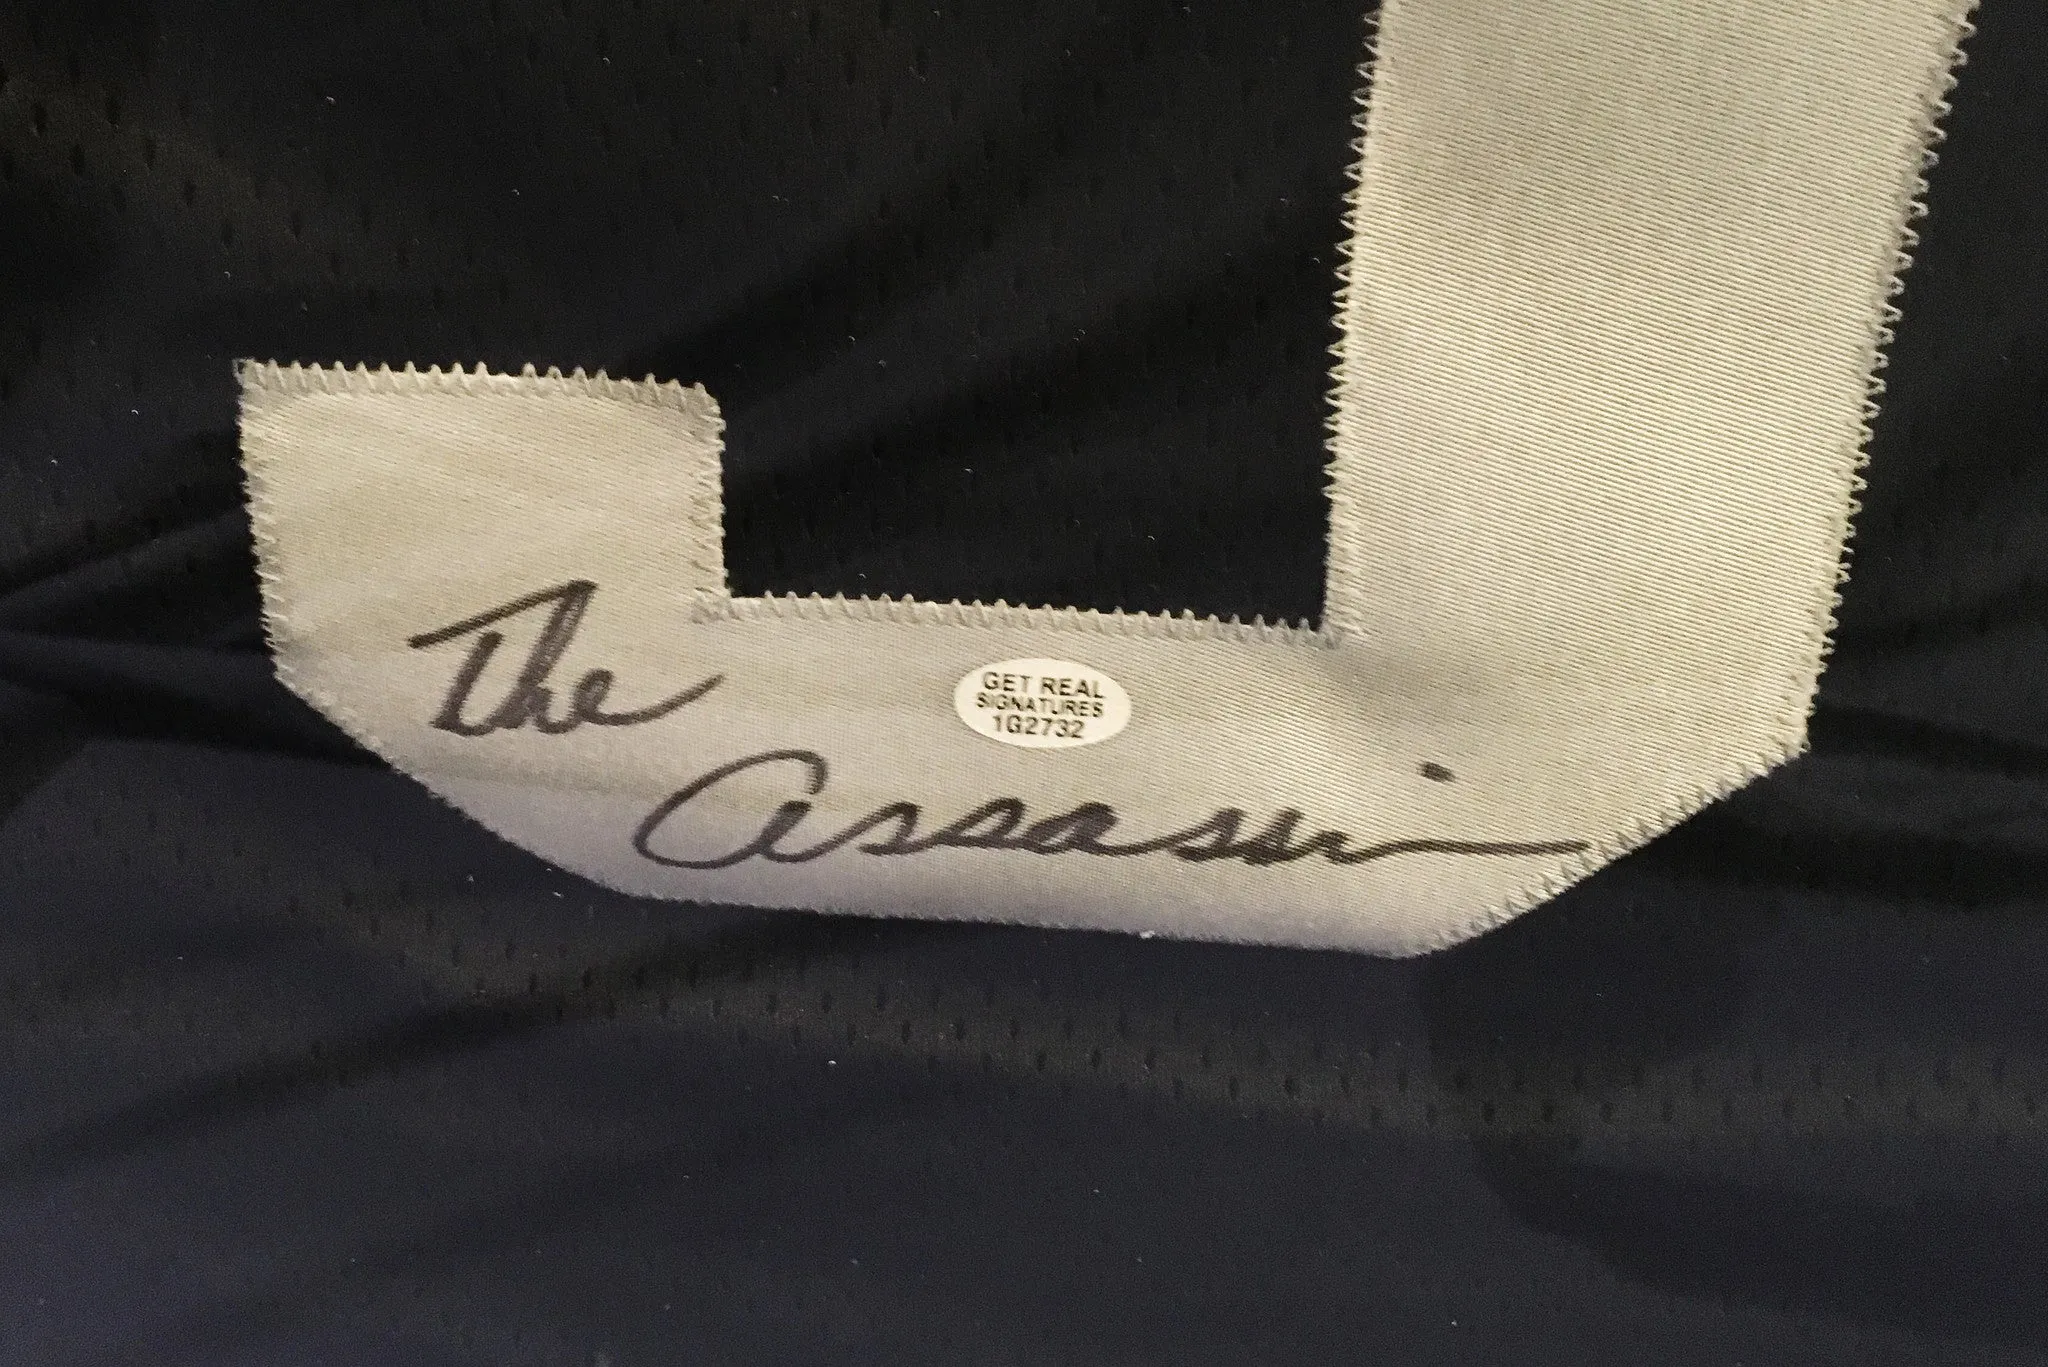 The
GET REAL
SIGNATURES
1G2732
Assassin